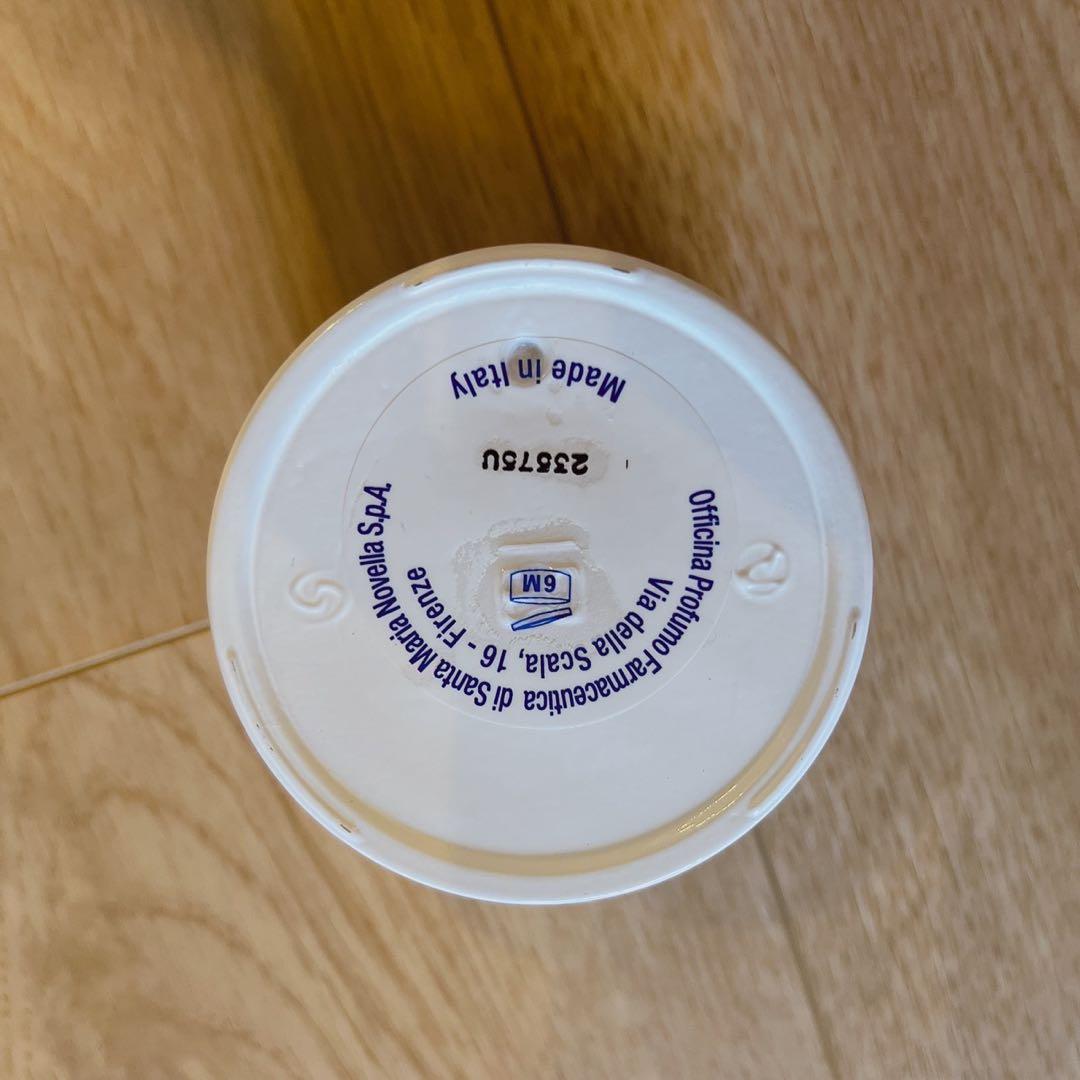 Officina Profumo Farmaceutica di Santa Maria Novella S.p.A.
Via della Scala, 16 - Firenze
6M
23575U
Made in Italy